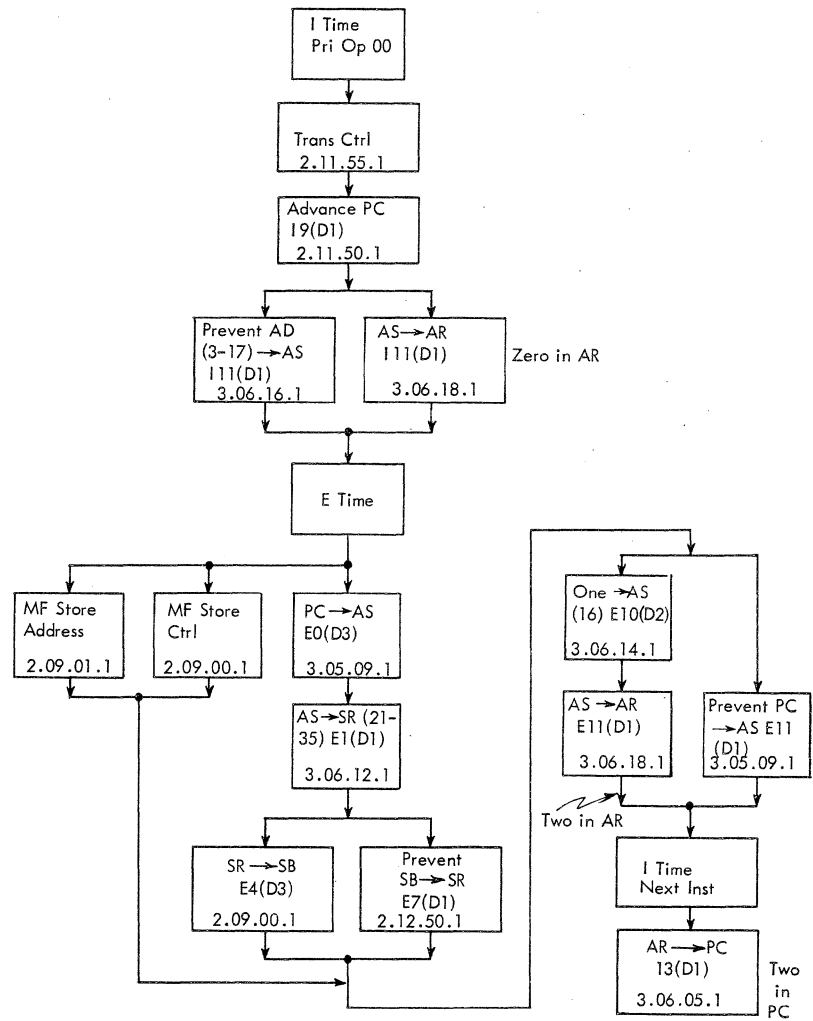 I Time
Pri Op 00
Trans Ctrl
2.11.55.1
Advance PC
I9(D1)
2.11.50.1
Prevent AD
(3-17)→AS
I11(D1)
3.06.16.1
AS→AR
I11(D1)
3.06.18.1
Zero in AR
E Time
MF Store
Address
2.09.01.1
MF Store
Ctrl
2.09.00.1
PC→AS
E0(D3)
3.05.09.1
AS→SR (21-
35) E1(D1)
3.06.12.1
SR→SB
E4(D3)
2.09.00.1
Prevent
SB→SR
E7(D1)
2.12.50.1
One→AS
(16) E10(D2)
3.06.14.1
AS→AR
E11(D1)
3.06.18.1
Prevent PC
→AS E11
(D1)
3.05.09.1
Two in AR
I Time
Next Inst
AR→PC
I3(D1)
3.06.05.1
Two
in
PC